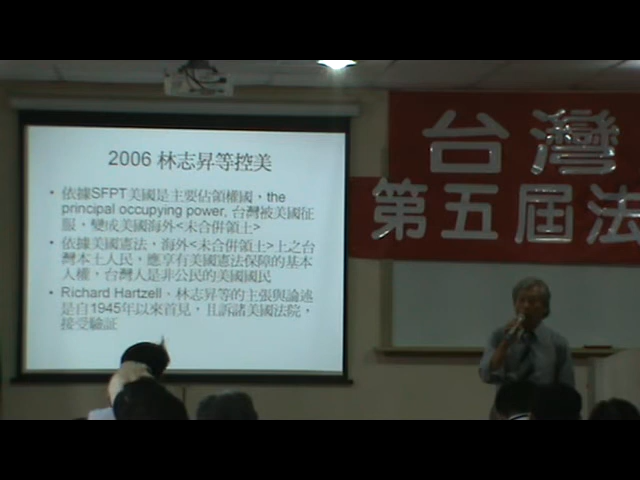 2006 林志昇等控美
• 依據SFPT美國是主要佔領權國，the
principal occupying power. 台灣被美國征
服，變成美國海外<未合併領土>
• 依據美國憲法，海外<未合併領土>上之台
灣本土人民，應享有美國憲法保障的基本
人權，台灣人是非公民的美國國民
• Richard Hartzell、林志昇等的主張與論述
是自1945年以來首見，且訴諸美國法院，
接受驗証
台灣
第五屆法